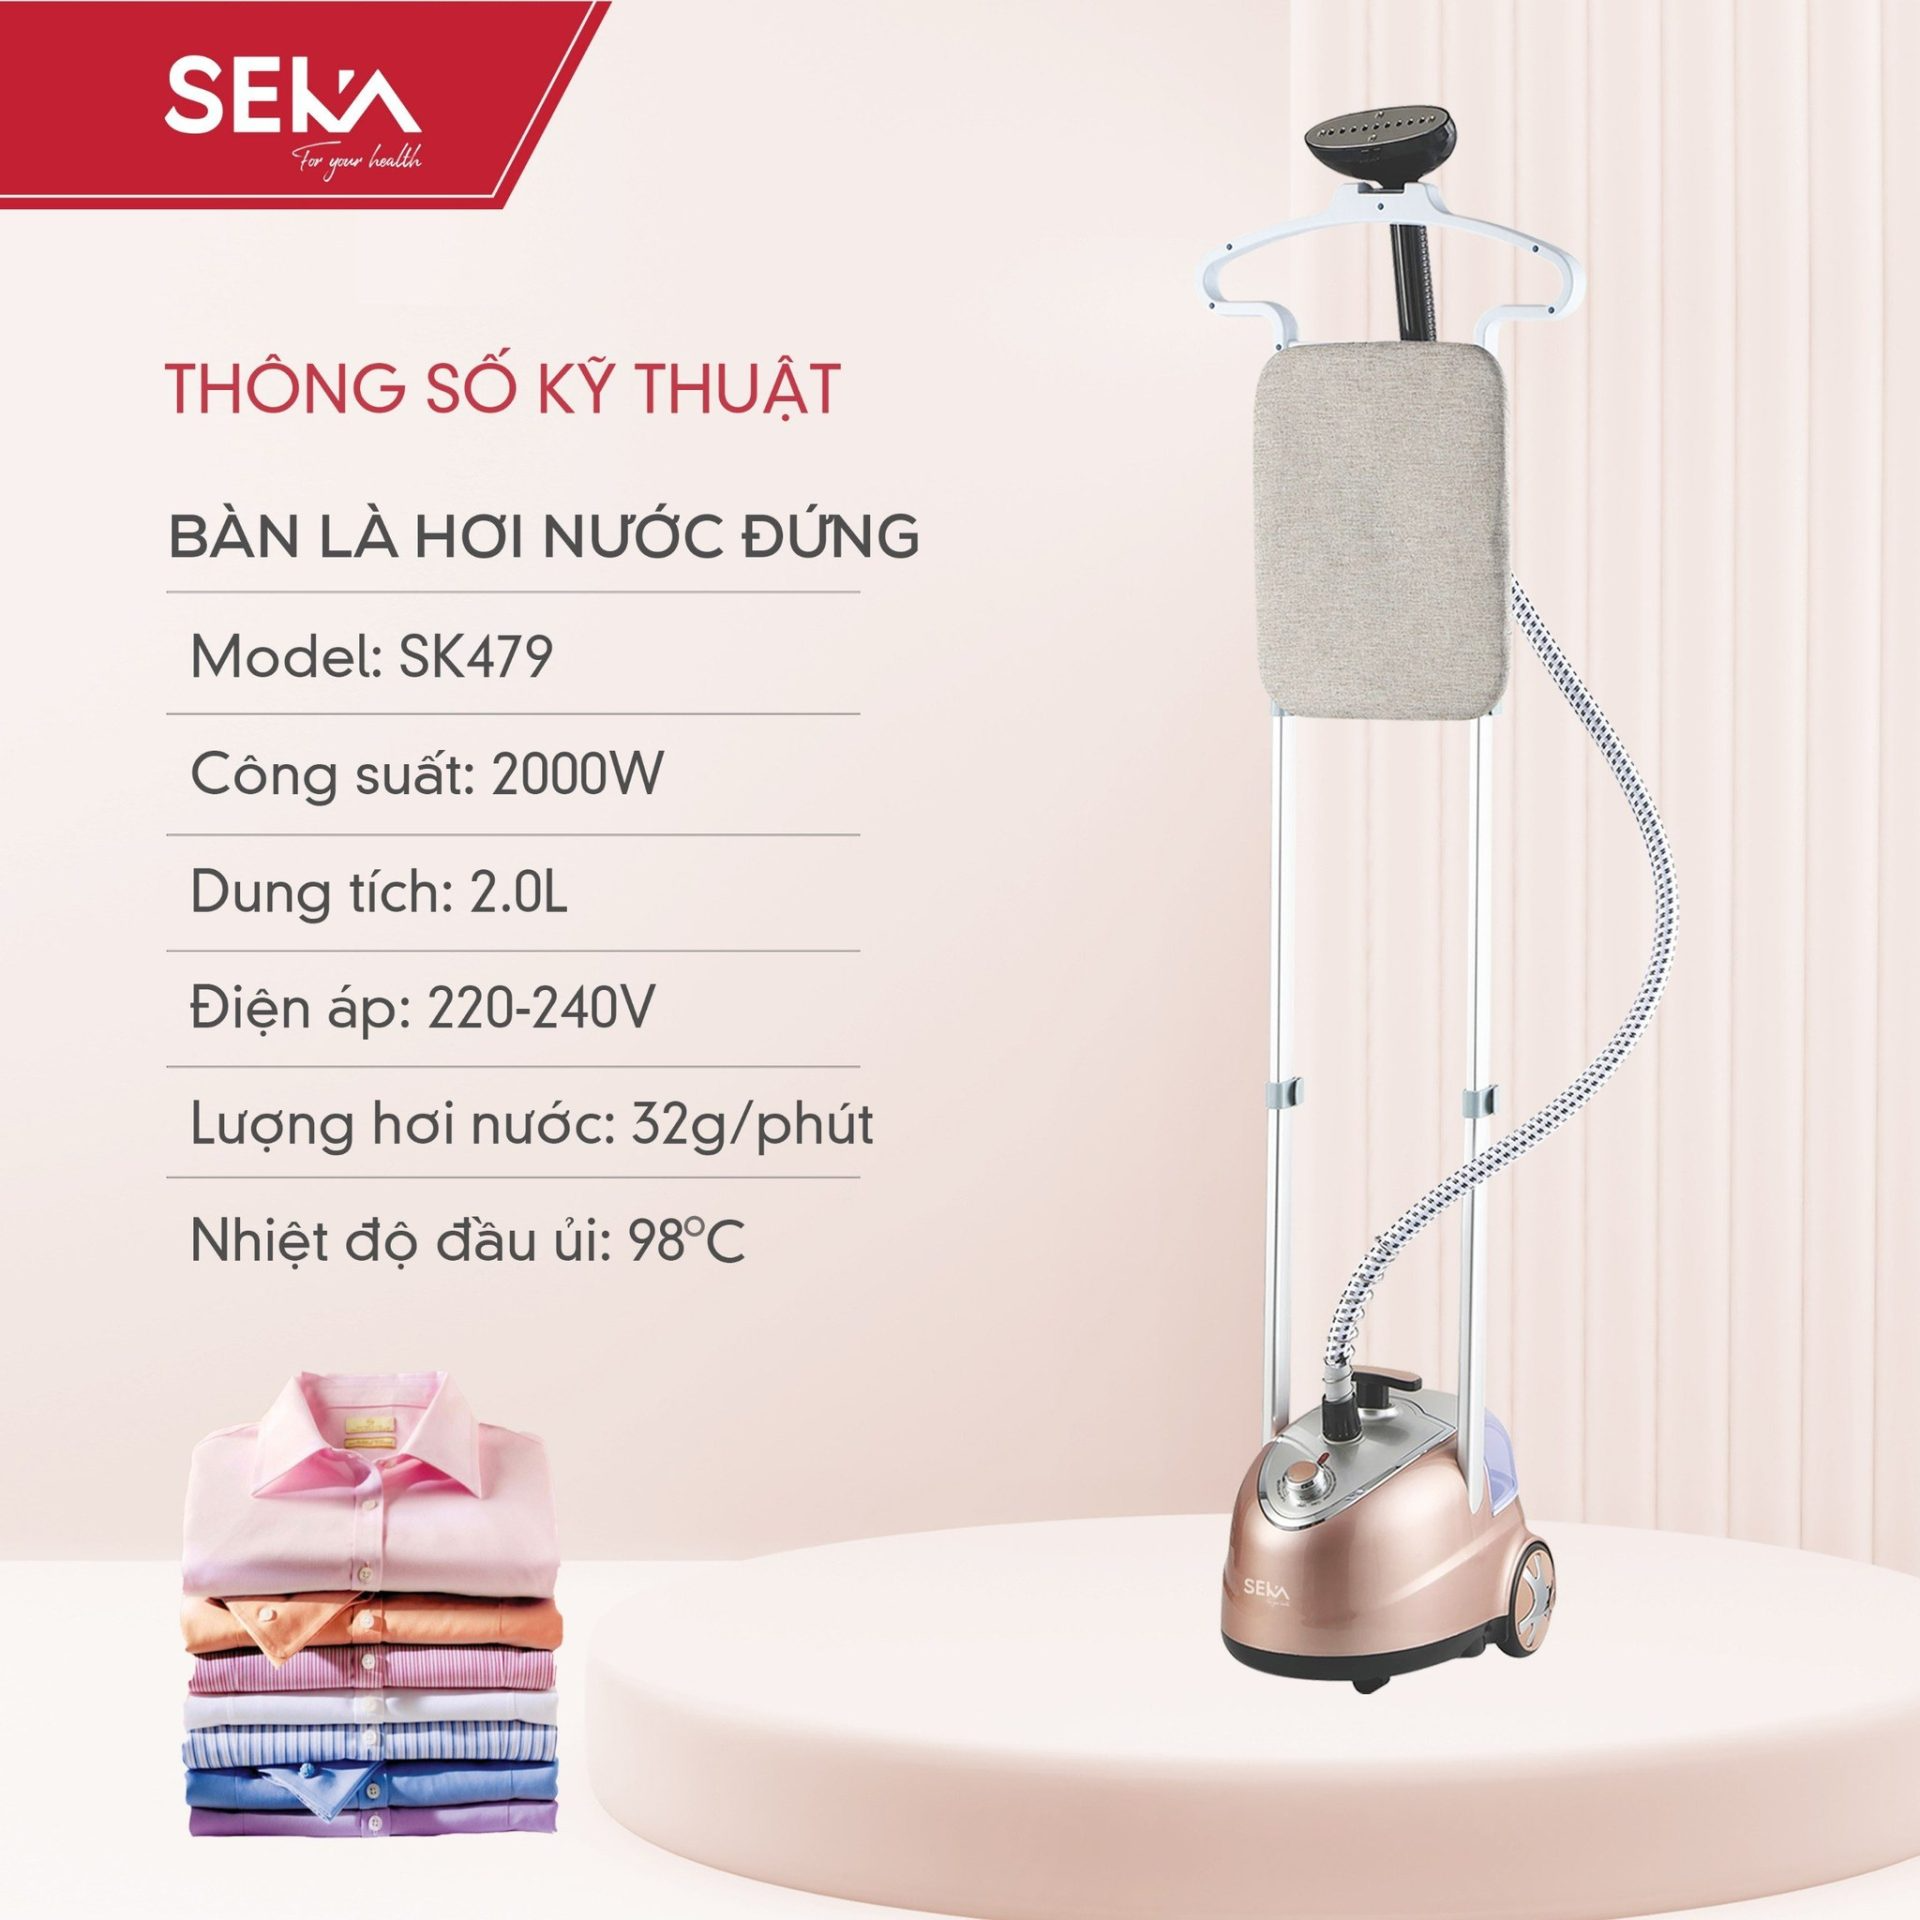 SEKA
For your health
THÔNG SỐ KỸ THUẬT
BÀN LÀ HƠI NƯỚC ĐỨNG
Model: SK479
Công suất: 2000W
Dung tích: 2.0L
Điện áp: 220-240V
Lượng hơi nước: 32g/phút
Nhiệt độ đầu ủi: 98°C
SEKA